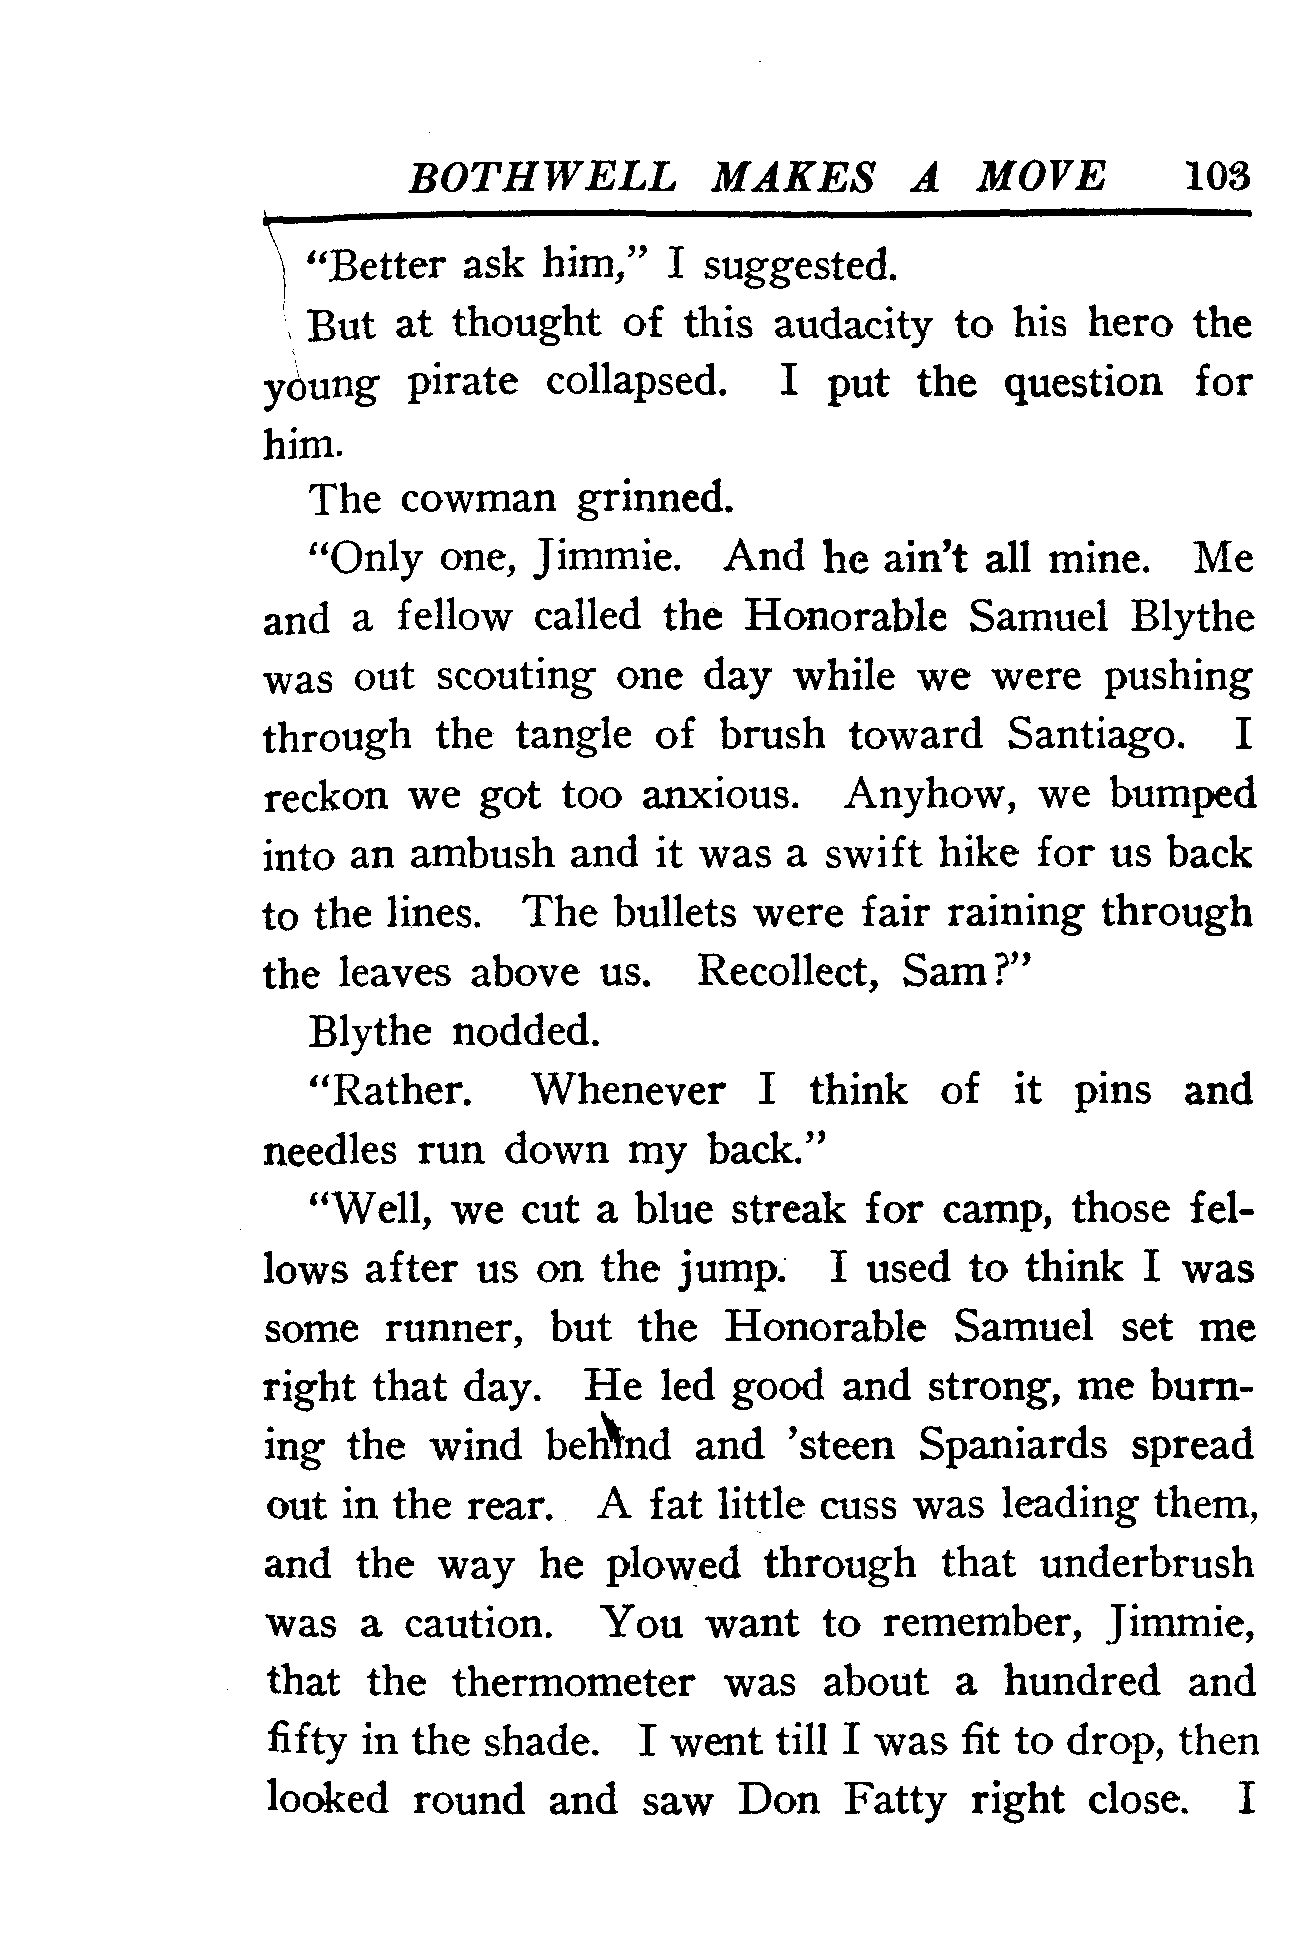 BOTHWELL MAKES A MOVE 103
“Better ask him,” I suggested.
But at thought of this audacity to his hero the
young pirate collapsed. I put the question for
him.
The cowman grinned.
“Only one, Jimmie. And he ain’t all mine. Me
and a fellow called the Honorable Samuel Blythe
was out scouting one day while we were pushing
through the tangle of brush toward Santiago. I
reckon we got too anxious. Anyhow, we bumped
into an ambush and it was a swift hike for us back
to the lines. The bullets were fair raining through
the leaves above us. Recollect, Sam?”
Blythe nodded.
“Rather. Whenever I think of it pins and
needles run down my back.”
“Well, we cut a blue streak for camp, those fel-
lows after us on the jump. I used to think I was
some runner, but the Honorable Samuel set me
right that day. He led good and strong, me burn-
ing the wind behind and ’steen Spaniards spread
out in the rear. A fat little cuss was leading them,
and the way he plowed through that underbrush
was a caution. You want to remember, Jimmie,
that the thermometer was about a hundred and
fifty in the shade. I went till I was fit to drop, then
looked round and saw Don Fatty right close. I